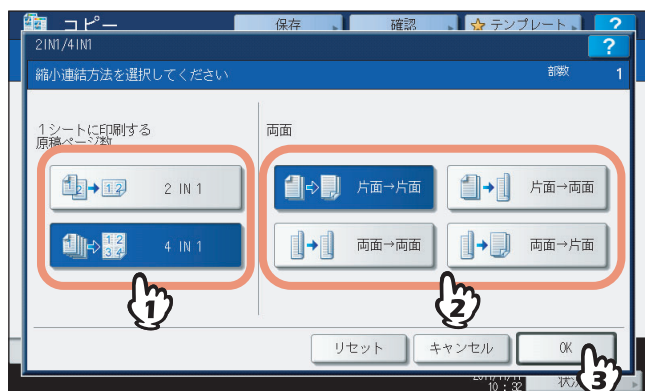 コピー 保存 確認 テンプレート ?
2IN1/4IN1 ?
縮小連結方法を選択してください 部数 1
1シートに印刷する
原稿ページ数
両面
2 IN 1
片面→片面 片面→両面
4 IN 1
両面→両面 両面→片面
1 2
リセット キャンセル OK
3
10 : 32